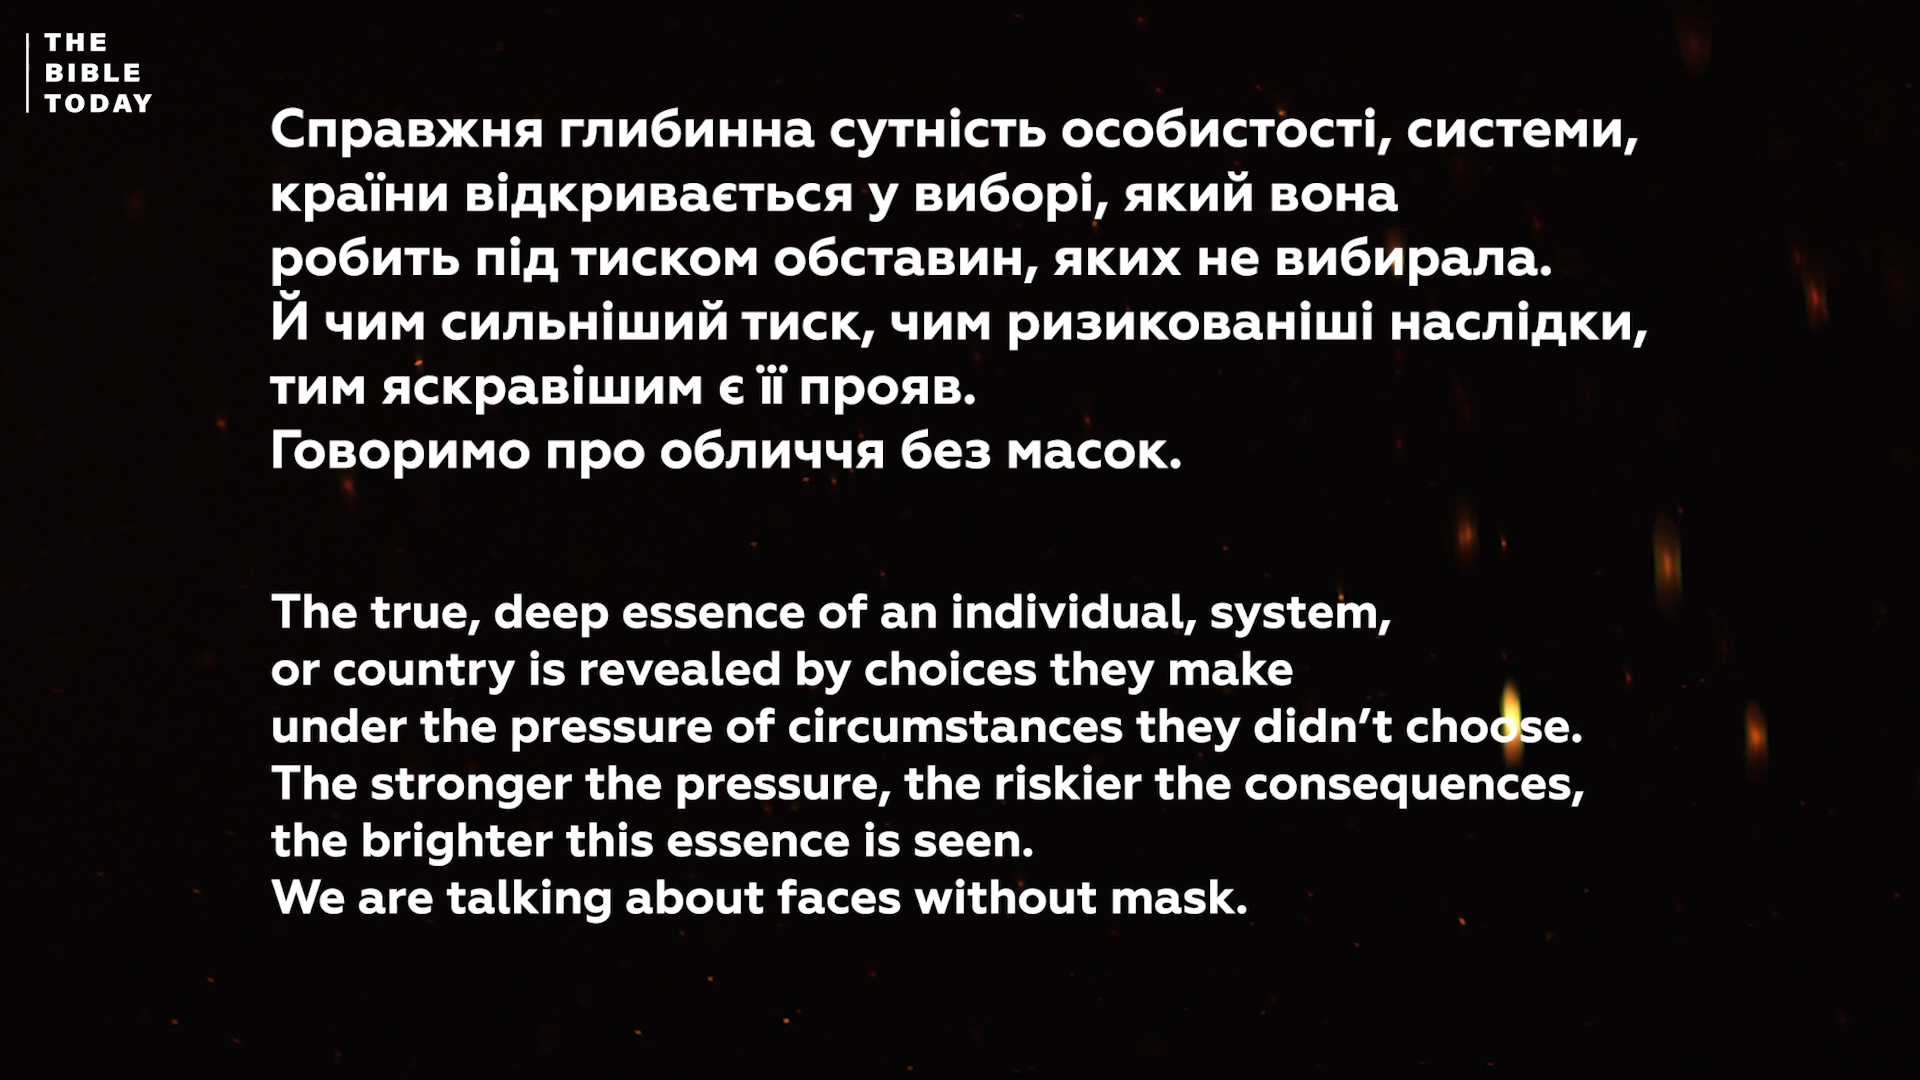 THE
BIBLE
TODAY
Справжня глибинна сутність особистості, системи,
країни відкривається у виборі, який вона
робить під тиском обставин, яких не вибирала.
Й чим сильніший тиск, чим ризикованіші наслідки,
тим яскравішим є її прояв.
Говоримо про обличчя без масок.
The true, deep essence of an individual, system,
or country is revealed by choices they make
under the pressure of circumstances they didn’t choose.
The stronger the pressure, the riskier the consequences,
the brighter this essence is seen.
We are talking about faces without mask.